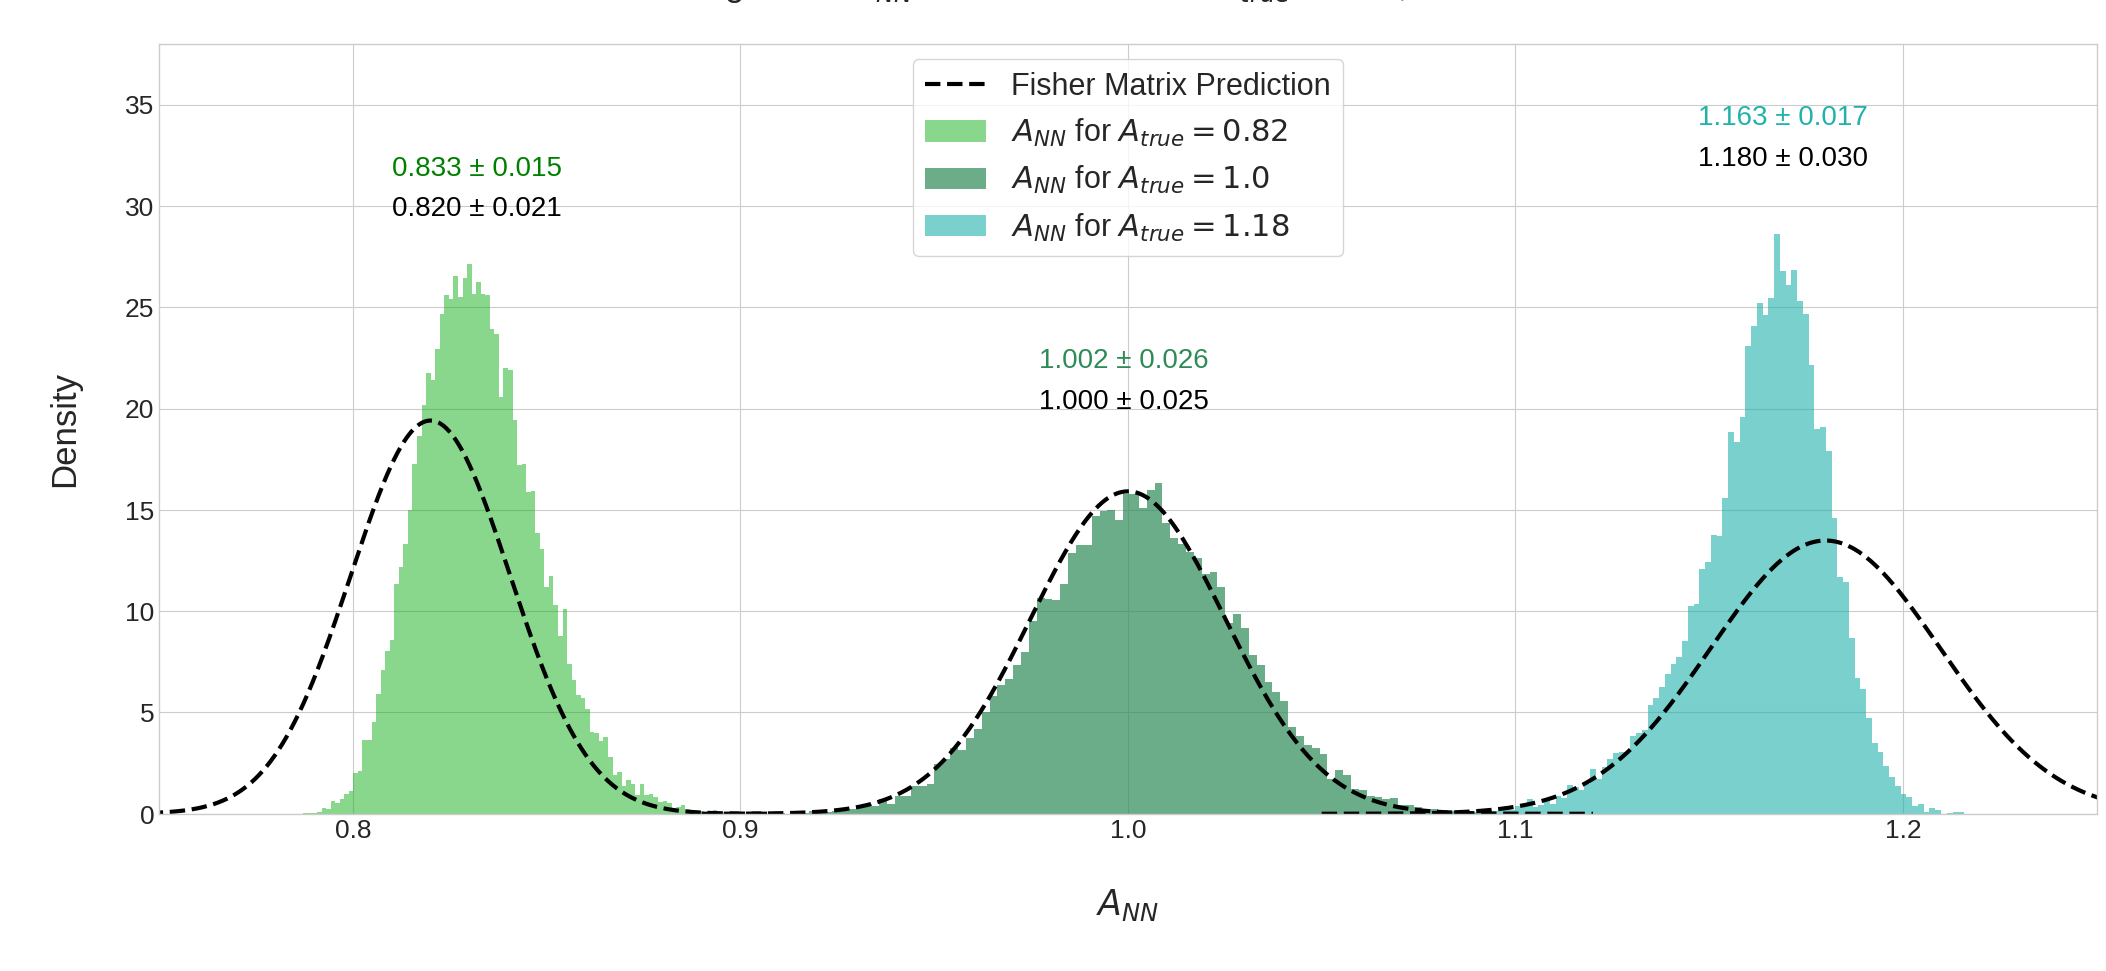 35
30
25
20
15
10
5
0
Density
Fisher Matrix Prediction
A_NN for A_true = 0.82
A_NN for A_true = 1.0
A_NN for A_true = 1.18
0.833 ± 0.015
0.820 ± 0.021
1.002 ± 0.026
1.000 ± 0.025
1.163 ± 0.017
1.180 ± 0.030
0.8 0.9 1.0 1.1 1.2
A_NN